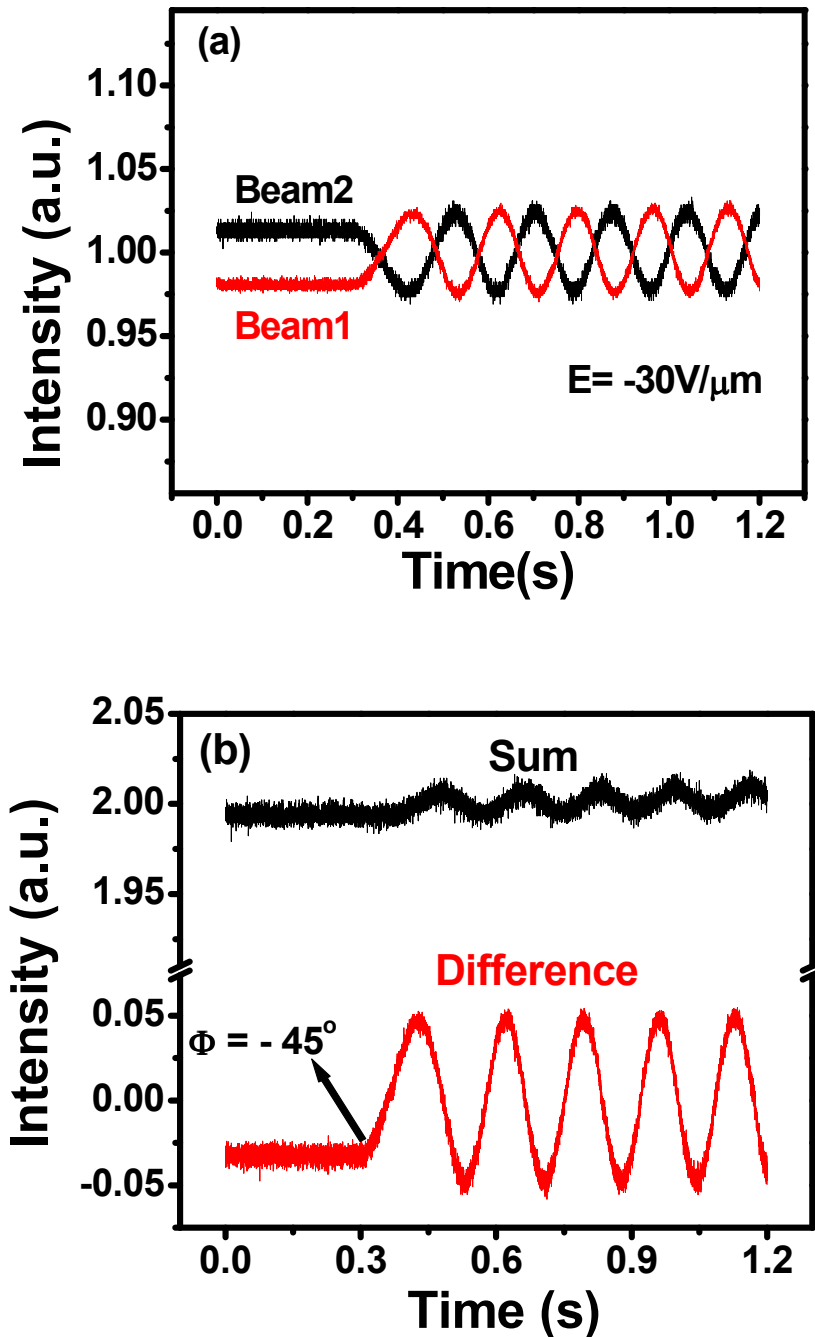 (a)
1.10
1.05
1.00
0.95
0.90
Intensity (a.u.)
Beam2
Beam1
E= -30V/μm
0.0 0.2 0.4 0.6 0.8 1.0 1.2
Time(s)
(b)
2.05
2.00
1.95
0.05
0.00
-0.05
Intensity (a.u.)
Sum
Difference
Φ = - 45°
0.0 0.3 0.6 0.9 1.2
Time (s)